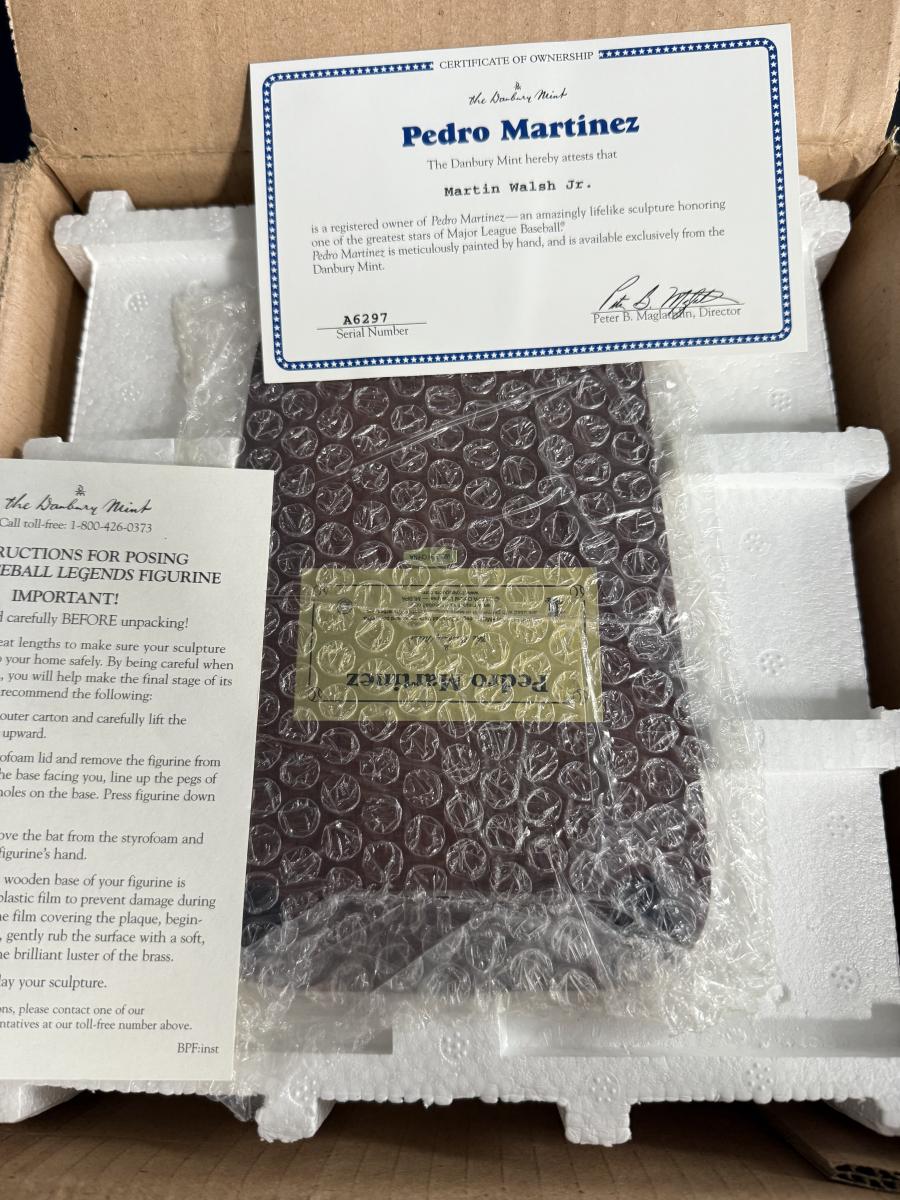 CERTIFICATE OF OWNERSHIP
the Danbury Mint
Pedro Martinez
The Danbury Mint hereby attests that
Martin Walsh Jr.
is a registered owner of Pedro Martinez—an amazingly lifelike sculpture honoring
one of the greatest stars of Major League Baseball®
Pedro Martinez is meticulously painted by hand, and is available exclusively from the
Danbury Mint.
A6297
Serial Number
Peter B. Maglathlin, Director
the Danbury Mint
Call toll-free: 1-800-426-0373
RUCTIONS FOR POSING
EBALL LEGENDS FIGURINE
IMPORTANT!
d carefully BEFORE unpacking!
eat lengths to make sure your sculpture
o your home safely. By being careful when
, you will help make the final stage of its
recommend the following:
outer carton and carefully lift the
upward.
ofoam lid and remove the figurine from
he base facing you, line up the pegs of
holes on the base. Press figurine down
ove the bat from the styrofoam and
figurine's hand.
wooden base of your figurine is
plastic film to prevent damage during
he film covering the plaque, begin-
, gently rub the surface with a soft,
he brilliant luster of the brass.
lay your sculpture.
ons, please contact one of our
ntatives at our toll-free number above.
BPF:inst
Pedro Martinez
the Danbury Mint